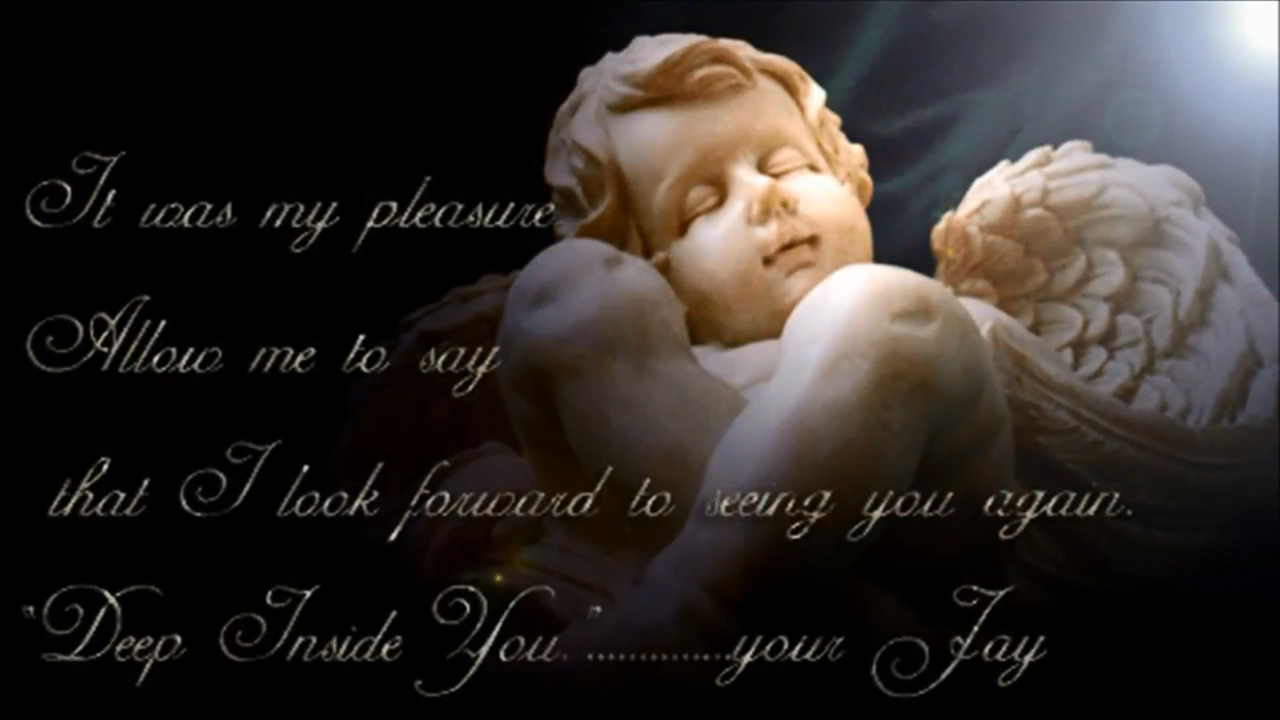 It was my pleasure.
Allow me to say
that I look forward to seeing you again.
"Deep Inside You." ..............your Jay